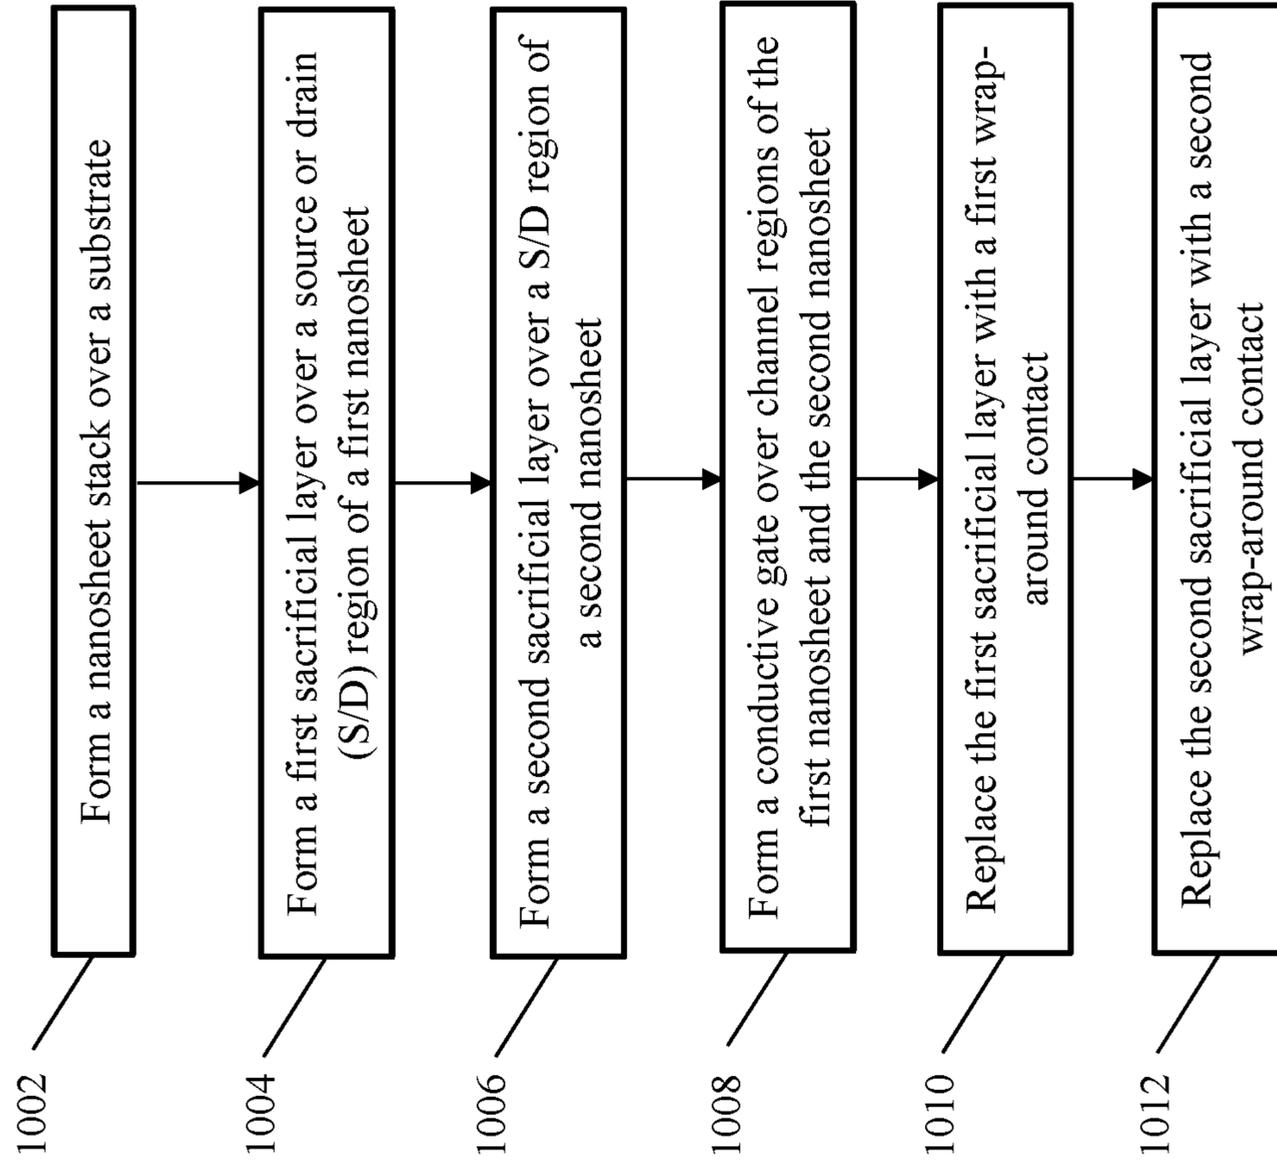 1002
Form a nanosheet stack over a substrate
1004
Form a first sacrificial layer over a source or drain
(S/D) region of a first nanosheet
1006
Form a second sacrificial layer over a S/D region of
a second nanosheet
1008
Form a conductive gate over channel regions of the
first nanosheet and the second nanosheet
1010
Replace the first sacrificial layer with a first wrap-
around contact
1012
Replace the second sacrificial layer with a second
wrap-around contact